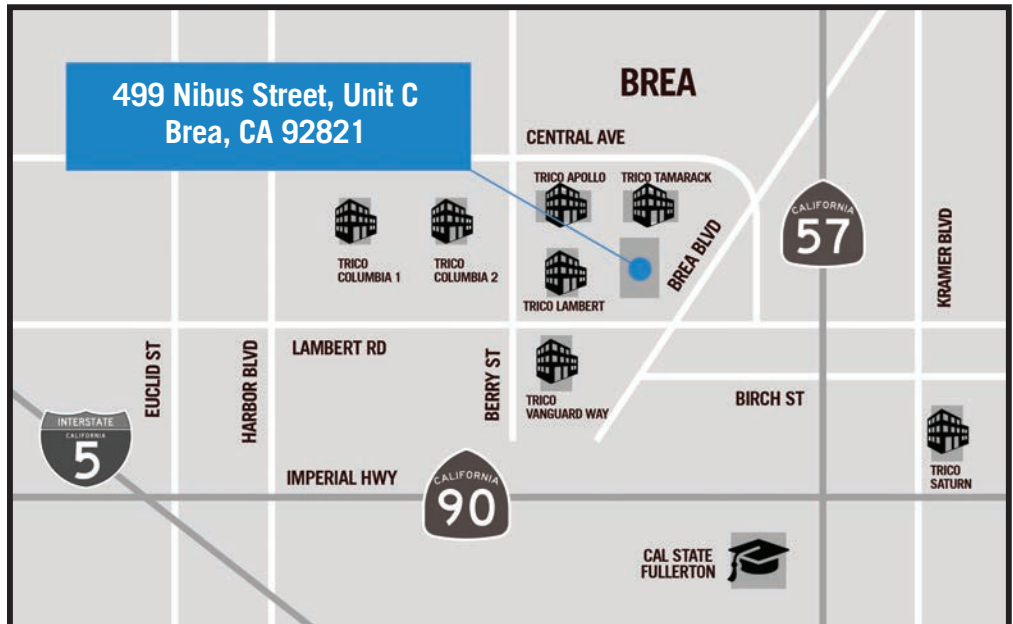 BREA
499 Nibus Street, Unit C
Brea, CA 92821
CENTRAL AVE
TRICO APOLLO
TRICO TAMARACK
CALIFORNIA
57
TRICO
COLUMBIA 1
TRICO
COLUMBIA 2
BREA BLVD
KRAMER BLVD
TRICO LAMBERT
EUCLID ST
HARBOR BLVD
LAMBERT RD
BERRY ST
TRICO
VANGUARD WAY
BIRCH ST
INTERSTATE
CALIFORNIA
5
IMPERIAL HWY
CALIFORNIA
90
TRICO
SATURN
CAL STATE
FULLERTON